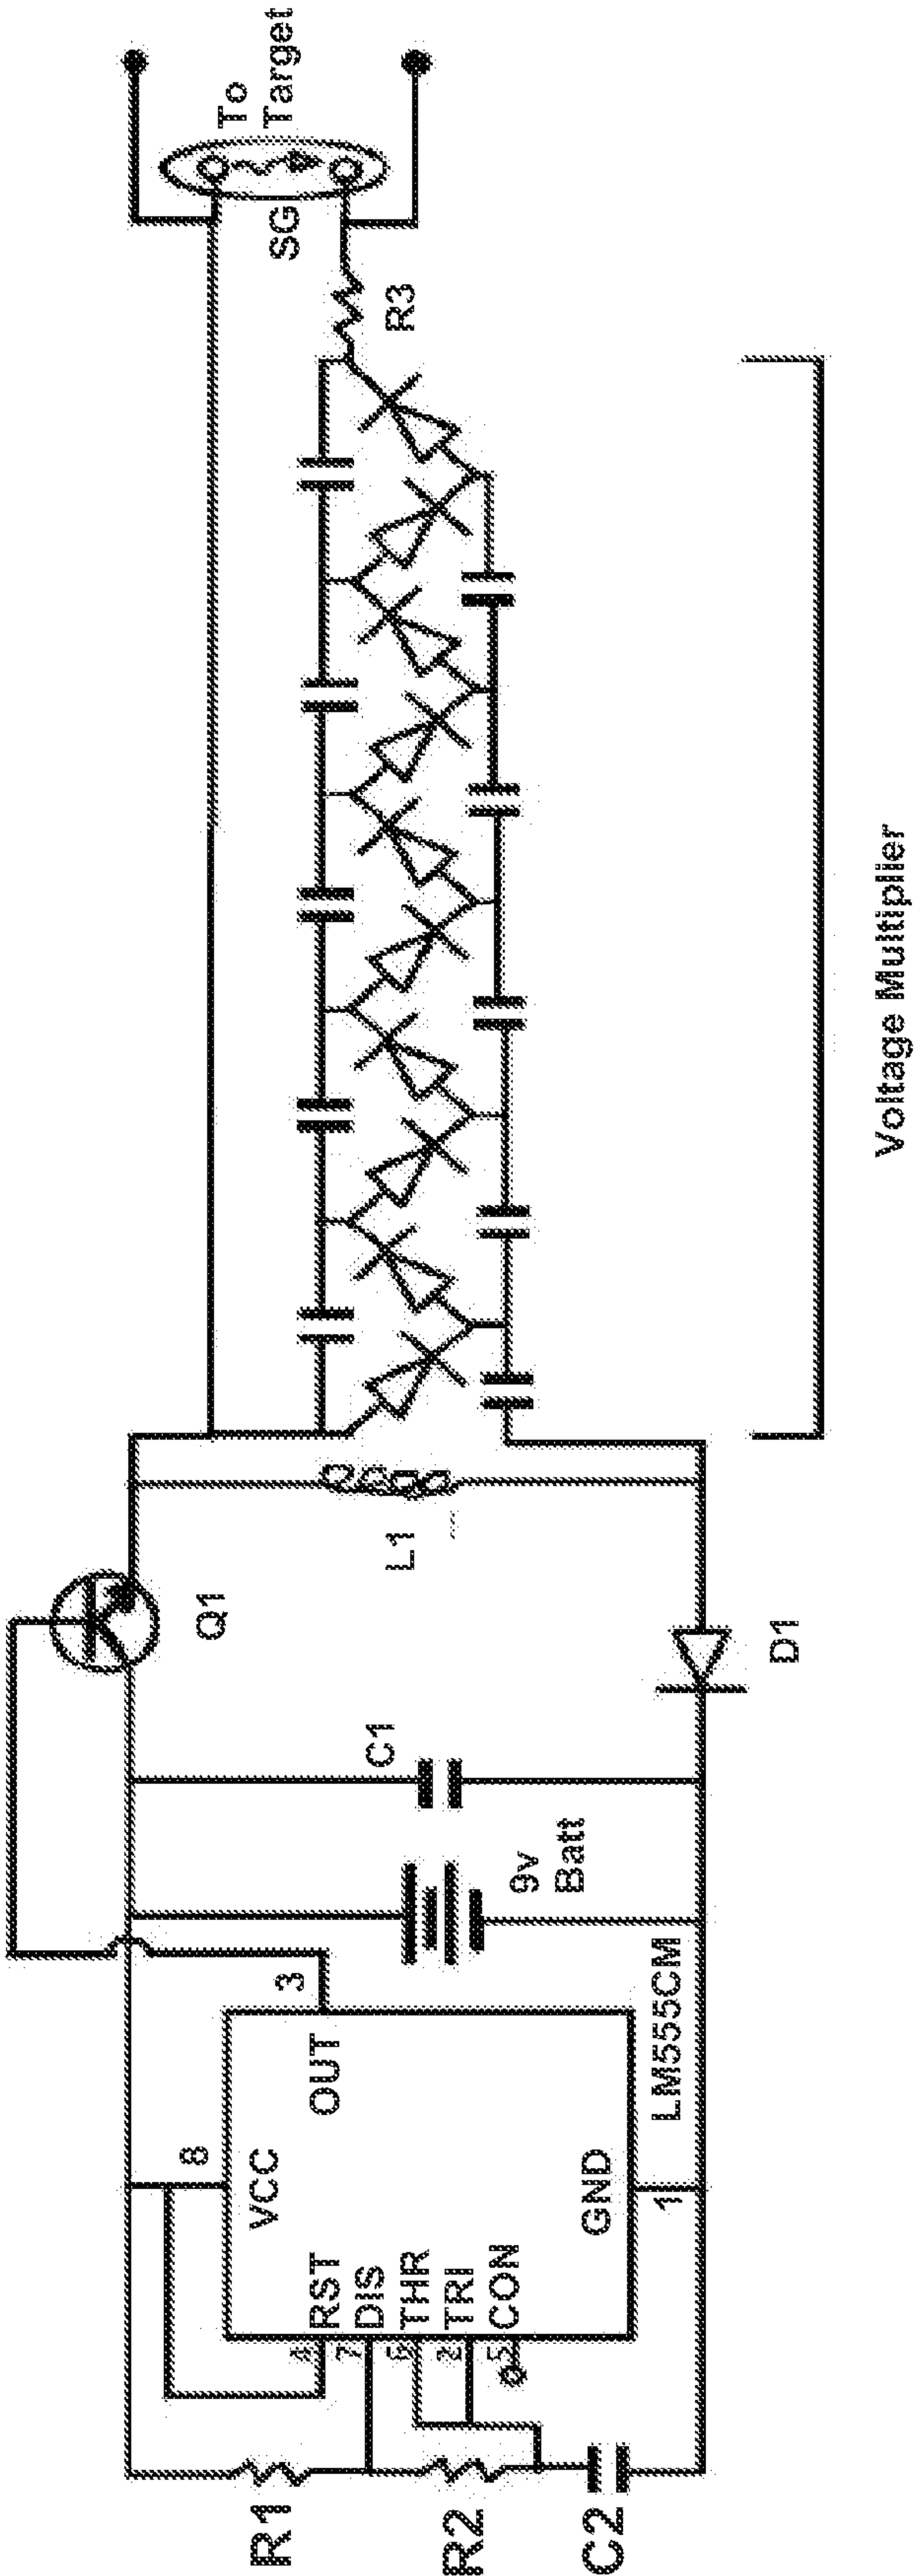 To
Target
SG
R3
Voltage Multiplier
L1
Q1
D1
C1
9v
Batt
3
OUT
8
VCC
LM555CM
GND
1
RST
DIS
THR
TRI
CON
4
7
6
2
5
R1
R2
C2